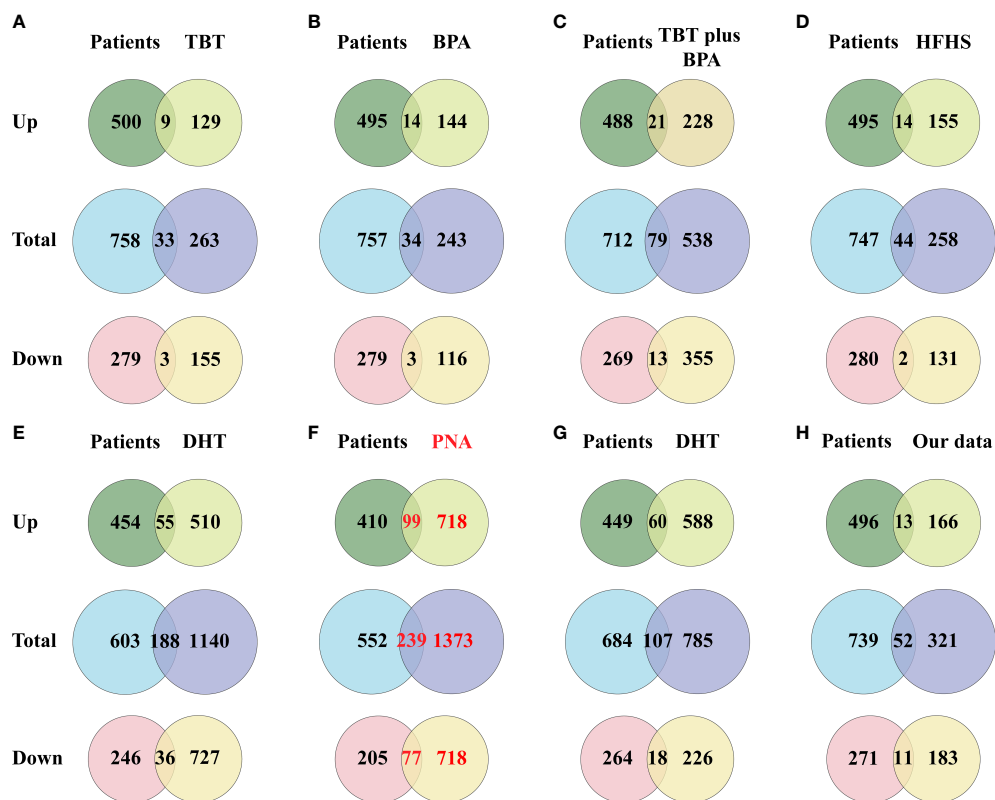 A B C D
Patients TBT Patients BPA Patients TBT plus BPA Patients HFHS
Up 500 9 129 495 14 144 488 21 228 495 14 155
Total 758 33 263 757 34 243 712 79 538 747 44 258
Down 279 3 155 279 3 116 269 13 355 280 2 131
E F G H
Patients DHT Patients PNA Patients DHT Patients Our data
Up 454 55 510 410 99 718 449 60 588 496 13 166
Total 603 188 1140 552 239 1373 684 107 785 739 52 321
Down 246 36 727 205 77 718 264 18 226 271 11 183